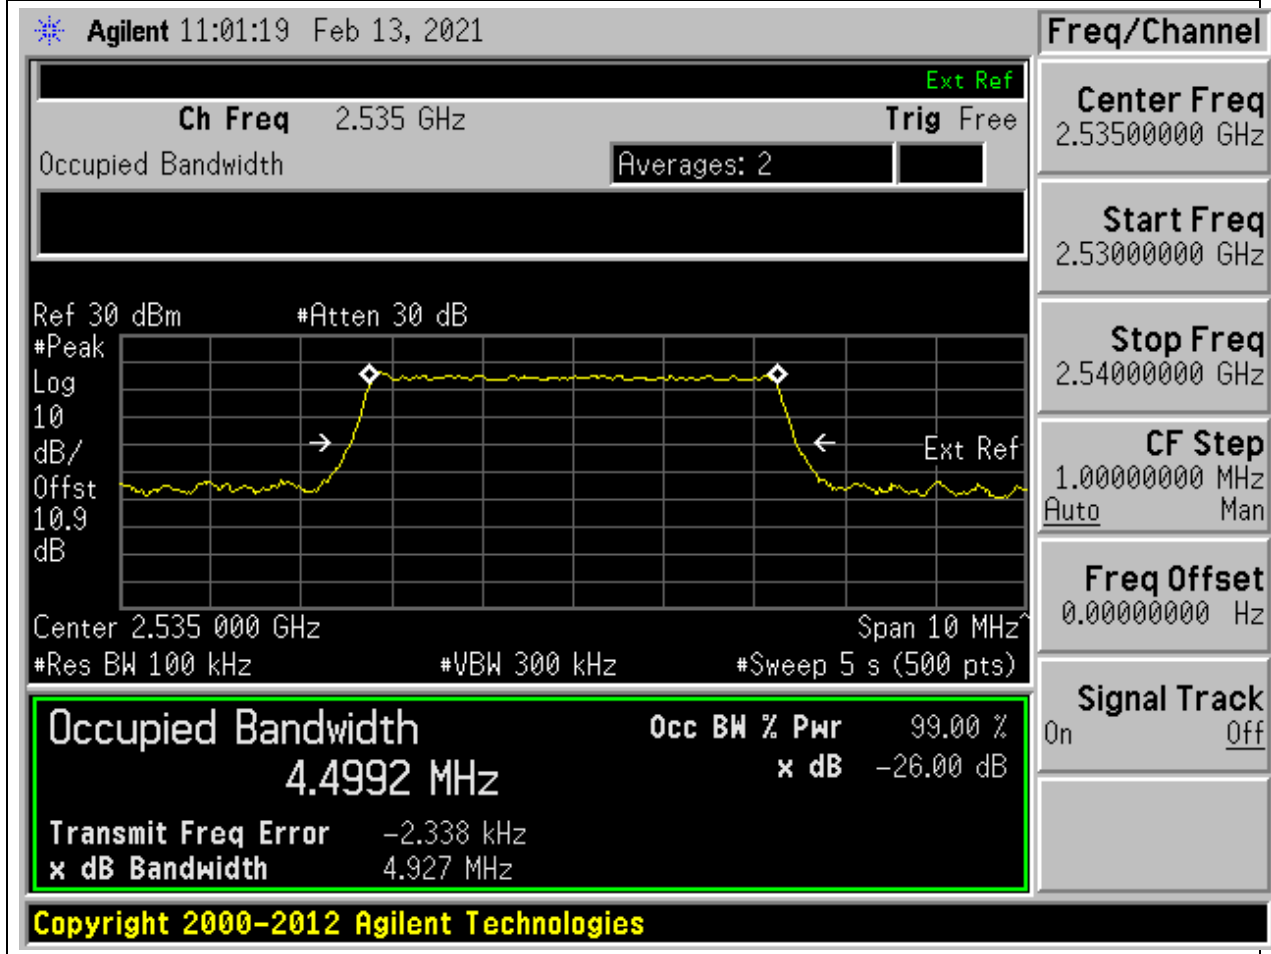 Agilent 11:01:19 Feb 13, 2021
Freq/Channel
Ext Ref
Ch Freq 2.535 GHz Trig Free
Occupied Bandwidth Averages: 2
Center Freq
2.53500000 GHz
Start Freq
2.53000000 GHz
Stop Freq
2.54000000 GHz
CF Step
1.00000000 MHz
Auto Man
Freq Offset
0.00000000 Hz
Signal Track
On Off
Ref 30 dBm #Atten 30 dB
#Peak
Log
10
dB/
Offst
10.9
dB
Ext Ref
Center 2.535 000 GHz Span 10 MHz^
#Res BW 100 kHz #VBW 300 kHz #Sweep 5 s (500 pts)
Occupied Bandwidth
4.4992 MHz
Occ BW % Pwr 99.00 %
x dB -26.00 dB
Transmit Freq Error -2.338 kHz
x dB Bandwidth 4.927 MHz
Copyright 2000-2012 Agilent Technologies